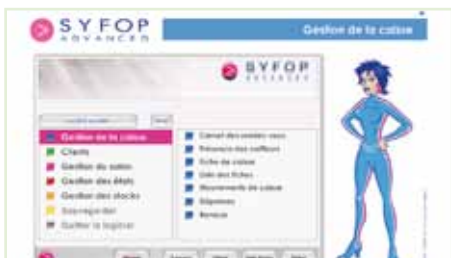 SYFOP
ADVANCED
Gestion de la caisse
SYFOP
ADVANCED
Gestion de la caisse
Clients
Gestion du salon
Gestion des états
Gestion des stocks
Sauvegarder
Quitter le logiciel
Carnet des rendez-vous
Présence des coiffeurs
Fiche de caisse
Liste des fiches
Mouvements de caisse
Dépenses
Remise